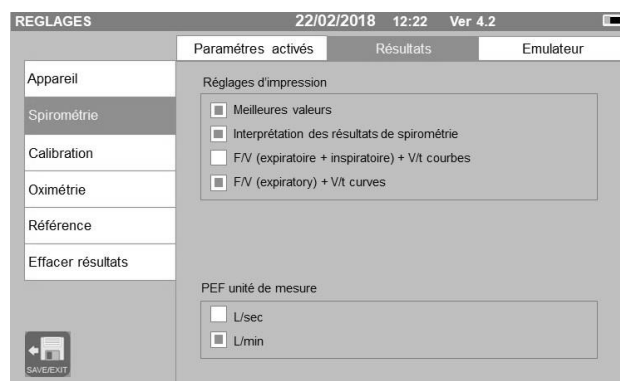 REGLAGES 22/02/2018 12:22 Ver 4.2
Paramétres activés Résultats Emulateur
Appareil
Spirométrie
Calibration
Oximétrie
Référence
Effacer résultats
Réglages d'impression
Meilleures valeurs
Interprétation des résultats de spirométrie
F/V (expiratoire + inspiratoire) + V/t courbes
F/V (expiratory) + V/t curves
PEF unité de mesure
L/sec
L/min
SAVE/EXIT